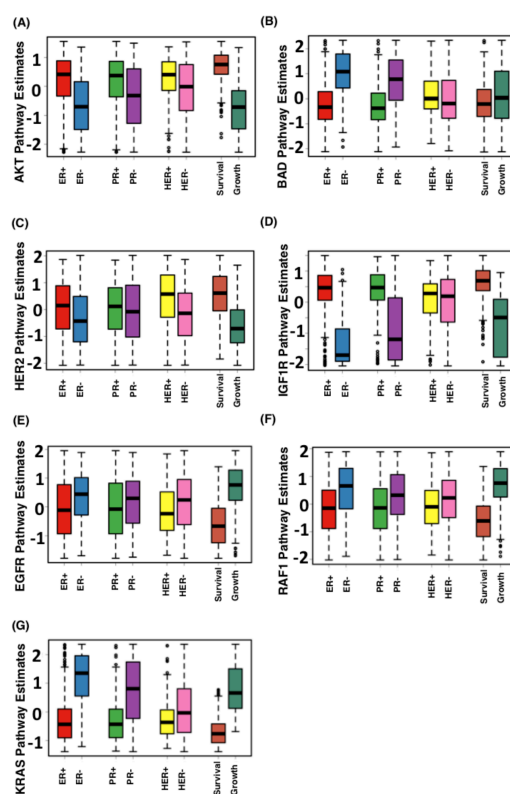 (A)
AKT Pathway Estimates
1
0
-1
-2
ER+
ER-
PR+
PR-
HER+
HER-
Survival
Growth
(B)
BAD Pathway Estimates
2
1
0
-1
-2
ER+
ER-
PR+
PR-
HER+
HER-
Survival
Growth
(C)
HER2 Pathway Estimates
2
1
0
-1
-2
ER+
ER-
PR+
PR-
HER+
HER-
Survival
Growth
(D)
IGF1R Pathway Estimates
1
0
-1
-2
ER+
ER-
PR+
PR-
HER+
HER-
Survival
Growth
(E)
EGFR Pathway Estimates
2
1
0
-1
ER+
ER-
PR+
PR-
HER+
HER-
Survival
Growth
(F)
RAF1 Pathway Estimates
2
1
0
-1
-2
ER+
ER-
PR+
PR-
HER+
HER-
Survival
Growth
(G)
KRAS Pathway Estimates
2
1
0
-1
ER+
ER-
PR+
PR-
HER+
HER-
Survival
Growth